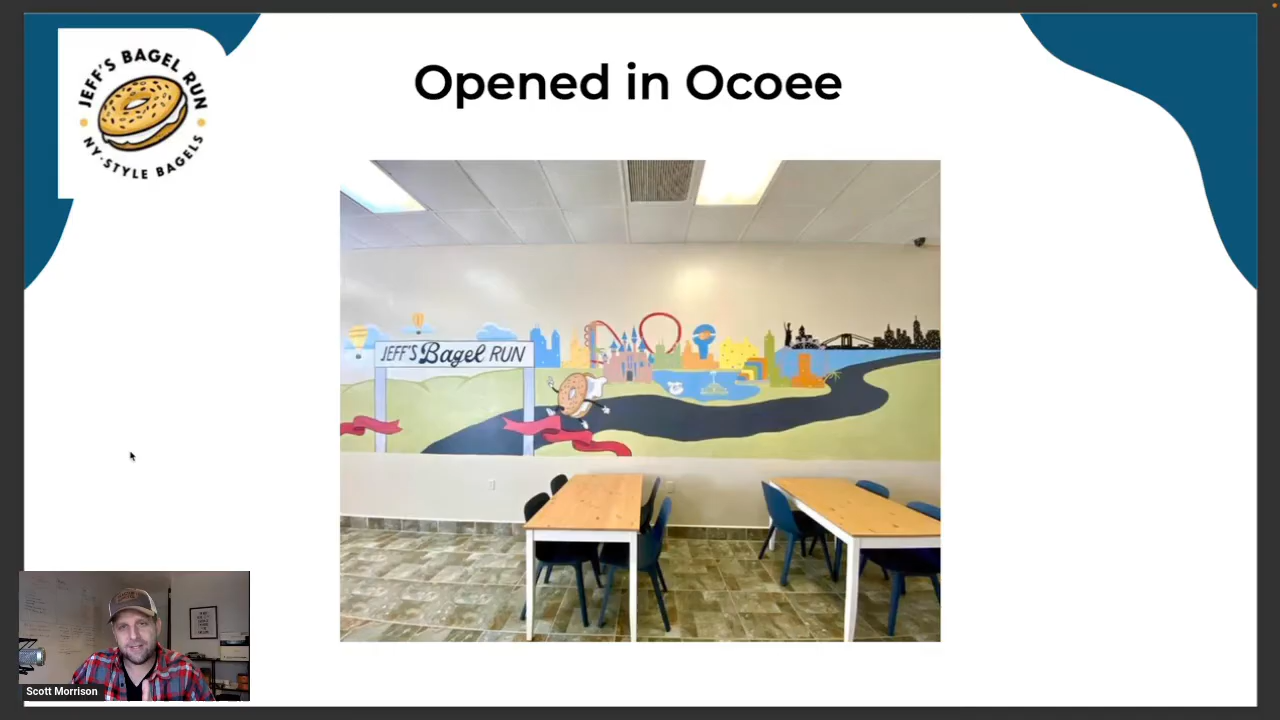 JEFF'S BAGEL RUN
NY-STYLE BAGELS
Opened in Ocoee
JEFF'S Bagel RUN
Scott Morrison